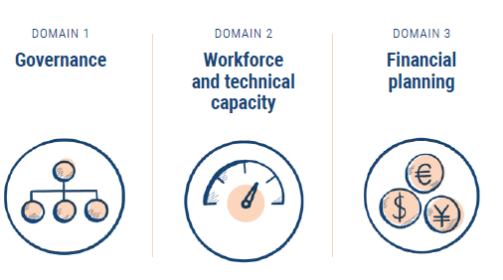 DOMAIN 1
Governance
DOMAIN 2
Workforce
and technical
capacity
DOMAIN 3
Financial
planning
€
$
¥